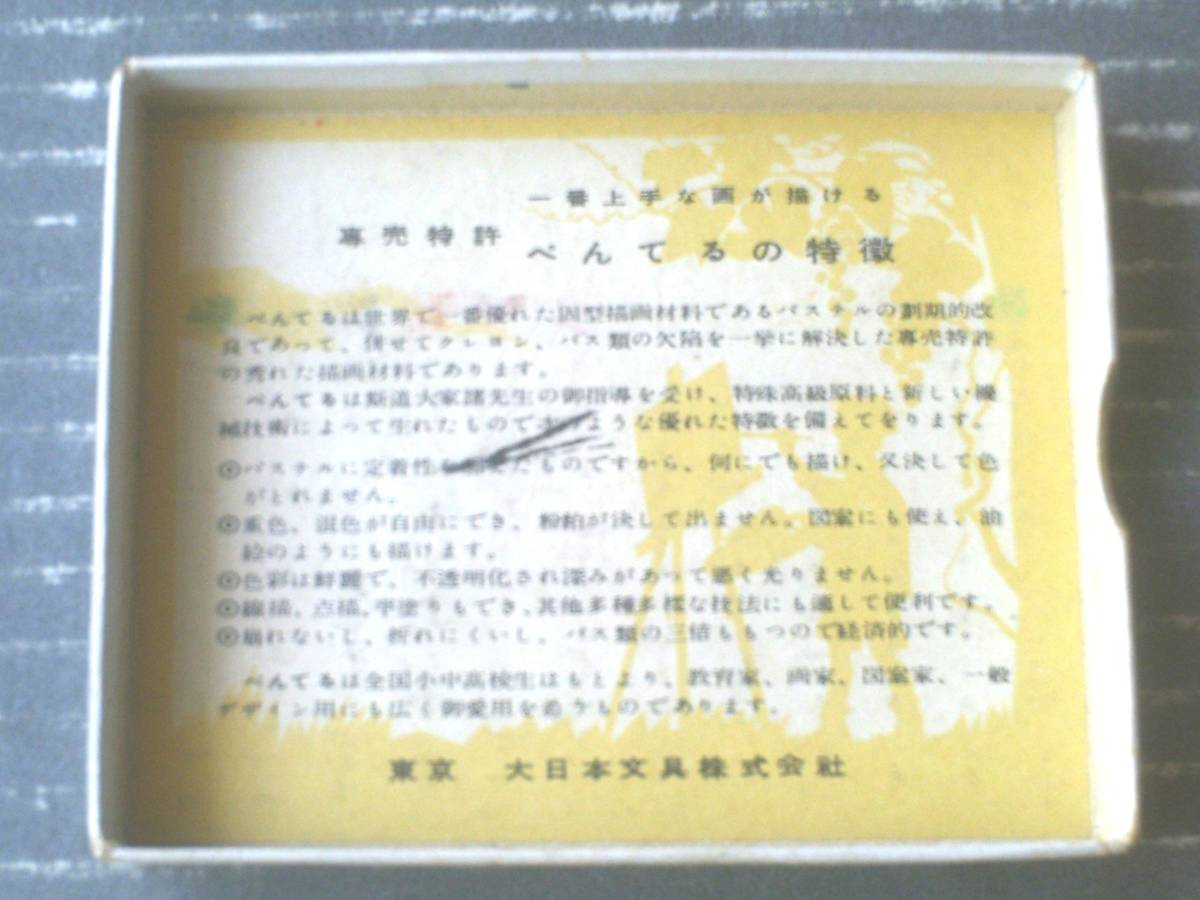 一番上手な画が描ける
専売特許 ぺんてるの特徴
ぺんてるは世界で一番優れた固型描画材料であるパステルの劃期的改
良であって、併せてクレヨン、パス類の欠陥を一挙に解決した専売特許
の秀れた描画材料であります。
ぺんてるは斯道大家諸先生の御指導を受け、特殊高級原料と新しい機
械技術によって生れたもので次のような優れた特徴を備えてをります。
⦿パステルに定着性を与えたものですから、何にでも描け、又決して色
がとれません。
⦿重色、混色が自由にでき、粉飴が決して出ません。図案にも使え、油
絵のようにも描けます。
⦿色彩は鮮麗で、不透明化され深みがあって悪く光りません。
⦿線描、点描、平塗りもでき、其他多種多様な技法にも適して便利です。
⦿崩れないし、折れにくいし、パス類の三倍ももつので経済的です。
ぺんてるは全国小中高校生はもとより、教育家、画家、図案家、一般
デザイン用にも広く御愛用を希うものであります。
東京 大日本文具株式会社